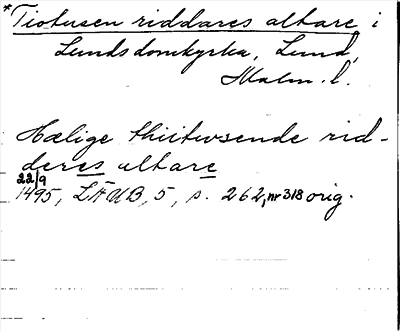 *Tiotusen riddares altare i
Lunds domkyrka, Lund,
Malm. l.
Hælige thiitwsende rid-
deres altare
22/9
1495, LÄUB, 5, s. 262, nr 318 orig.